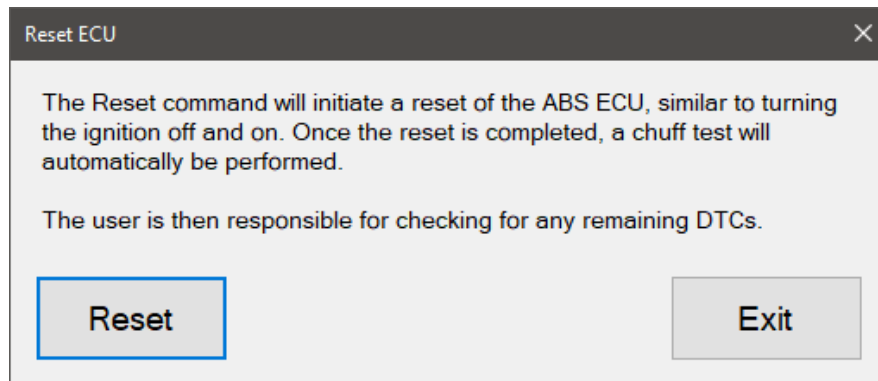 Reset ECU
The Reset command will initiate a reset of the ABS ECU, similar to turning
the ignition off and on. Once the reset is completed, a chuff test will
automatically be performed.
The user is then responsible for checking for any remaining DTCs.
Reset
Exit